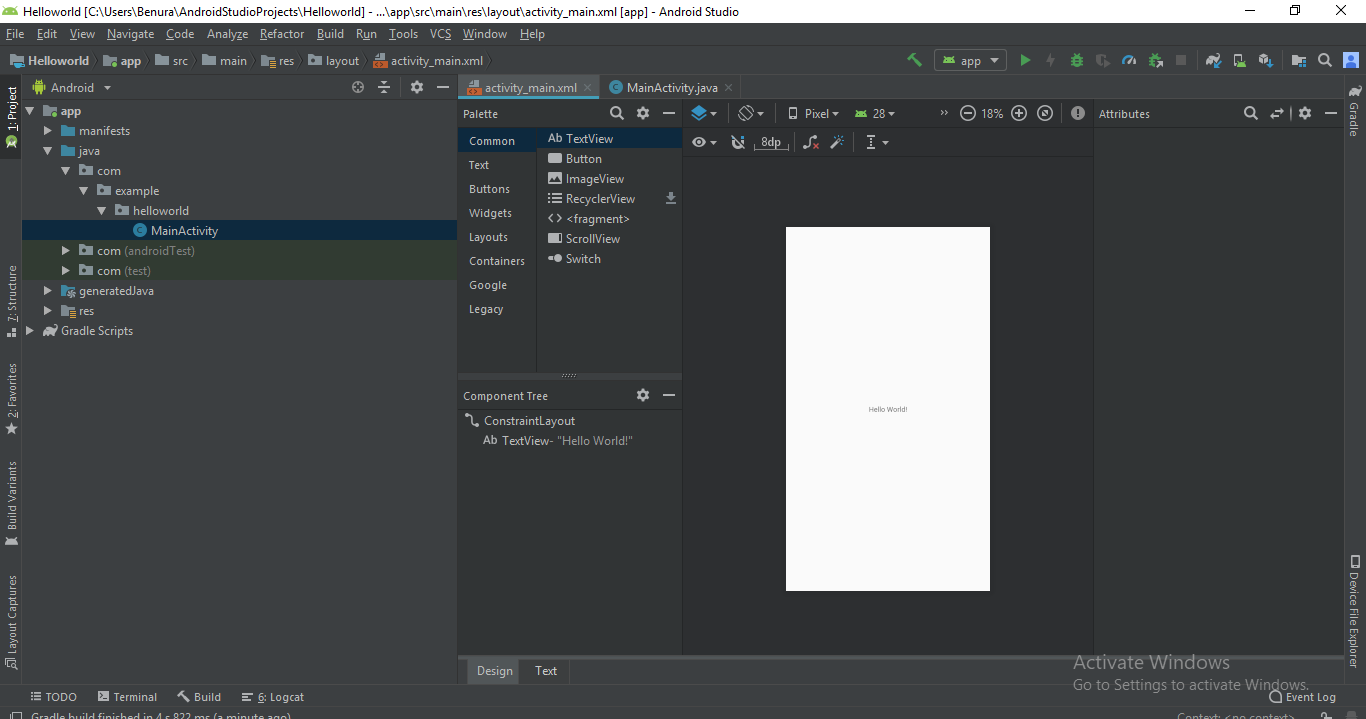 Helloworld [C:\Users\Benura\AndroidStudioProjects\Helloworld] - ...\app\src\main\res\layout\activity_main.xml [app] - Android Studio
File Edit View Navigate Code Analyze Refactor Build Run Tools VCS Window Help
Helloworld app src main res layout activity_main.xml app
1: Project
7: Structure
2: Favorites
Build Variants
Layout Captures
Android
app
manifests
java
com
example
helloworld
MainActivity
com (androidTest)
com (test)
generatedJava
res
Gradle Scripts
activity_main.xml MainActivity.java
Palette
Common
Text
Buttons
Widgets
Layouts
Containers
Google
Legacy
Ab TextView
Button
ImageView
RecyclerView
<fragment>
ScrollView
Switch
Component Tree
ConstraintLayout
Ab TextView- "Hello World!"
Pixel 28 » 18%
8dp
Hello World!
Attributes
Gradle
Device File Explorer
Design Text
Activate Windows
Go to Settings to activate Windows.
TODO Terminal Build 6: Logcat Event Log
Gradle build finished in 4 s 822 ms (a minute ago) Context: <no context>